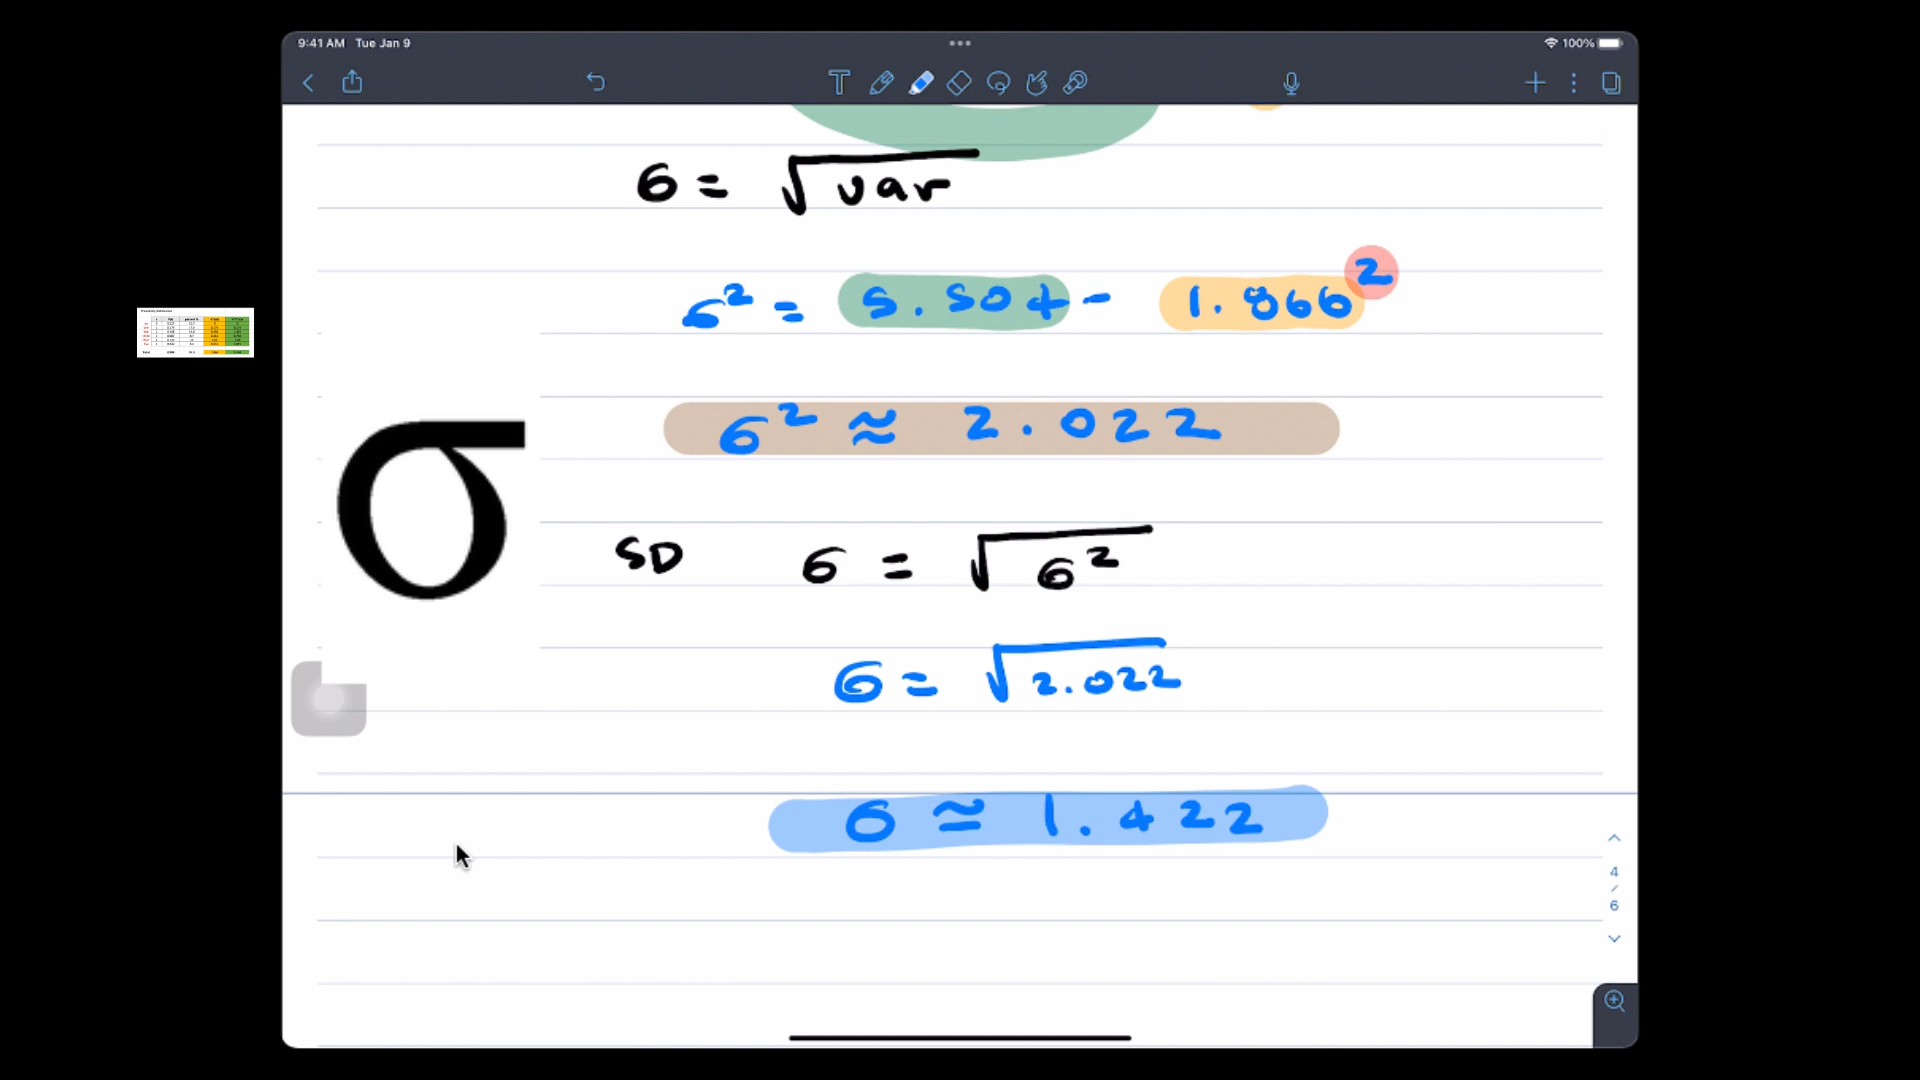 9:41 AM Tue Jan 9
100%
σ = √var
σ² = 5.504 - 1.866²
σ² ≈ 2.022
σ
SD σ = √σ²
σ = √2.022
σ ≅ 1.422
4
/
6